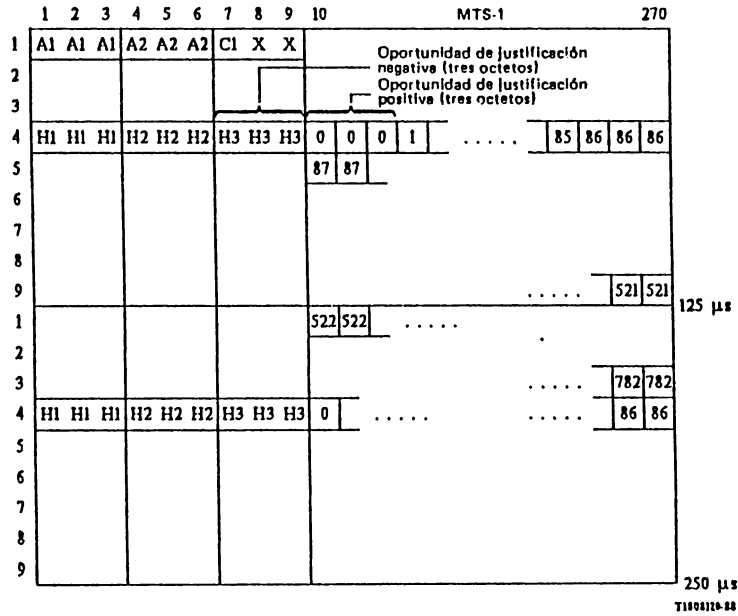 1 2 3 4 5 6 7 8 9 10 MTS-1 270
1 A1 A1 A1 A2 A2 A2 C1 X X
Oportunidad de justificación
negativa (tres octetos)
2
Oportunidad de justificación
positiva (tres octetos)
3
4 H1 H1 H1 H2 H2 H2 H3 H3 H3 0 0 0 1 ..... 85 86 86 86
5 87 87
6
7
8
9 ..... 521 521
125 μs
1 522 522 .....
2
3 ..... 782 782
4 H1 H1 H1 H2 H2 H2 H3 H3 H3 0 ..... ..... 86 86
5
6
7
8
9
250 μs
T1808120-88